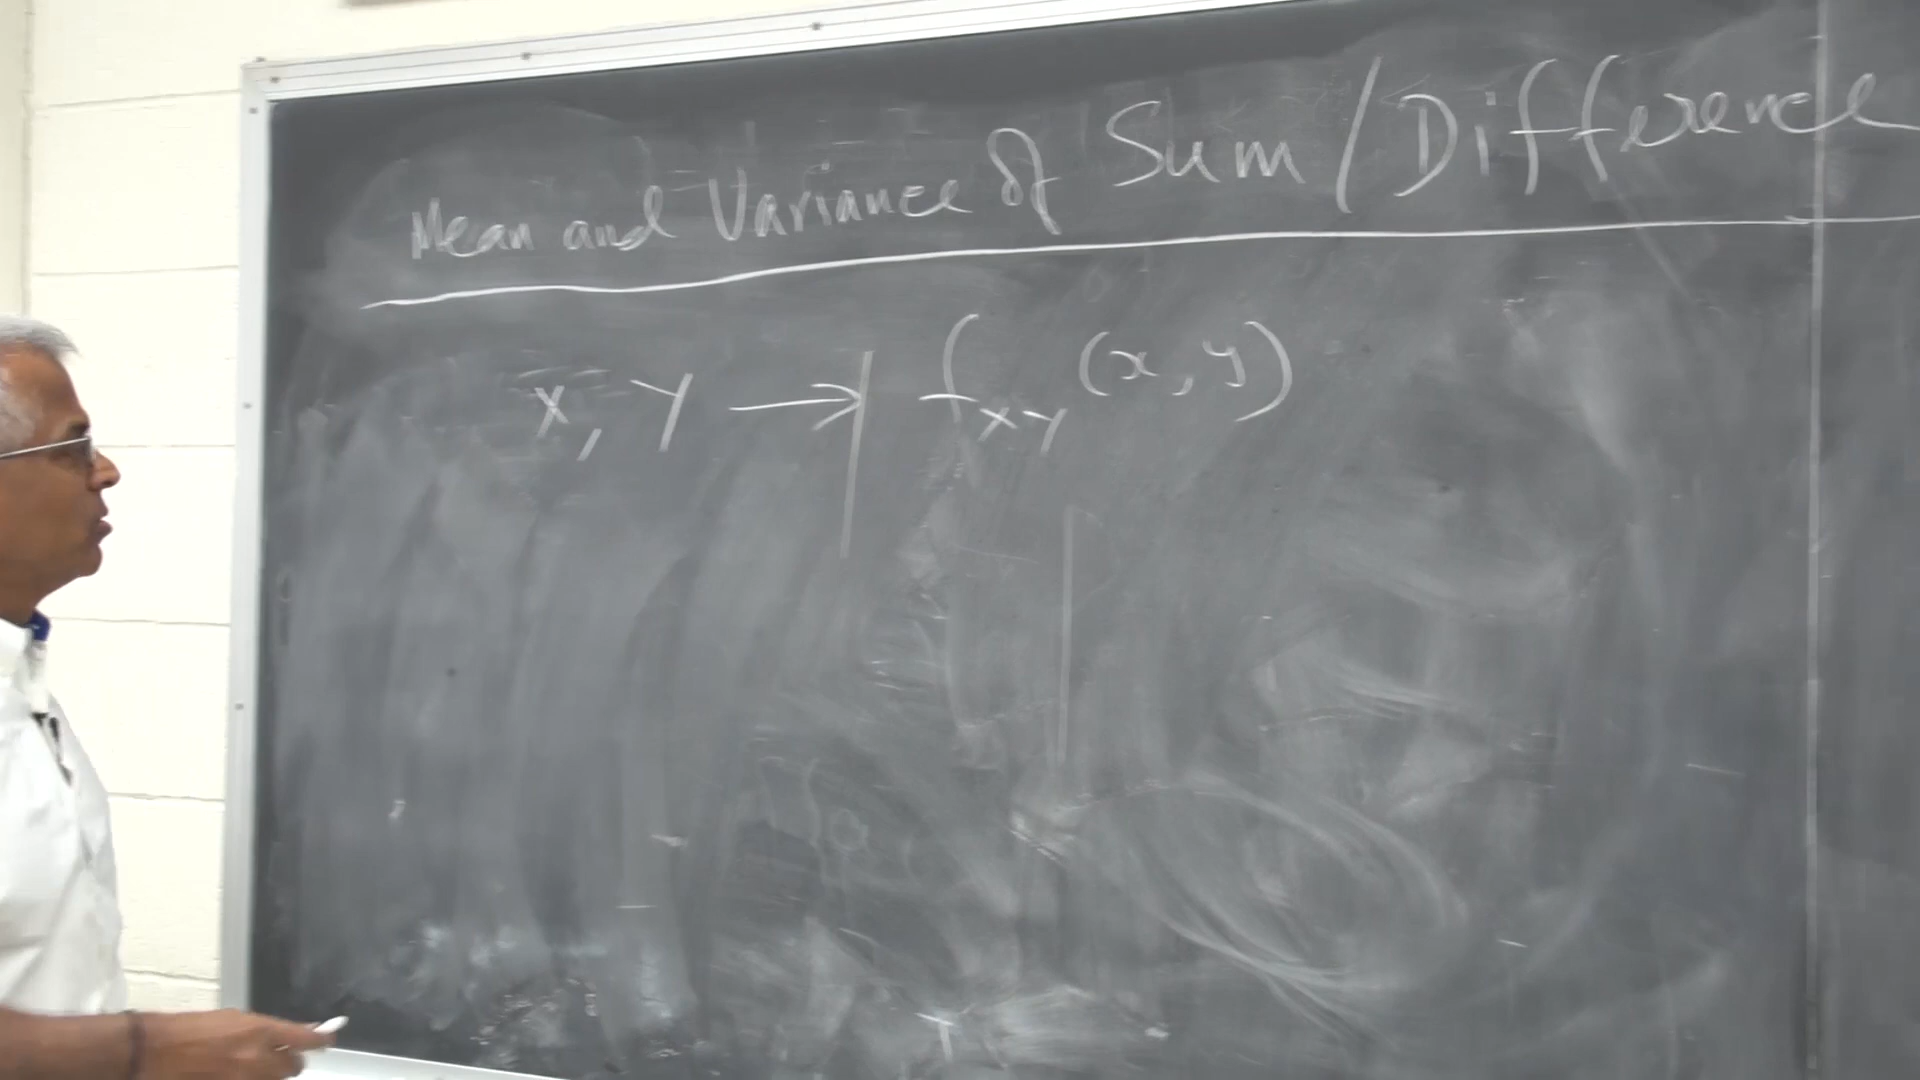 Mean and Variance of Sum/Difference
X, Y → f_XY (x, y)